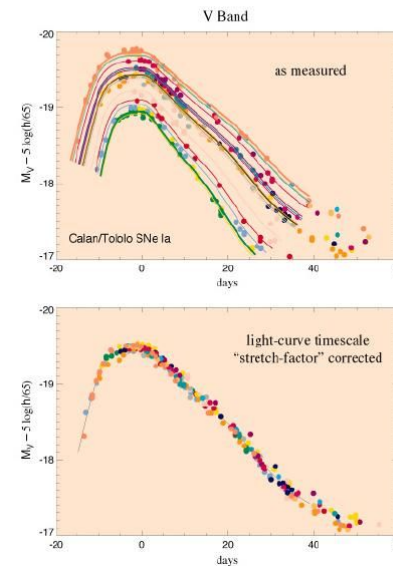 V Band
-20
as measured
-19
M_V – 5 log(h/65)
-18
Calan/Tololo SNe Ia
-17
-20 0 20 40 60
days
-20
light-curve timescale
"stretch-factor" corrected
-19
M_V – 5 log(h/65)
-18
-17
-20 0 20 40 60
days